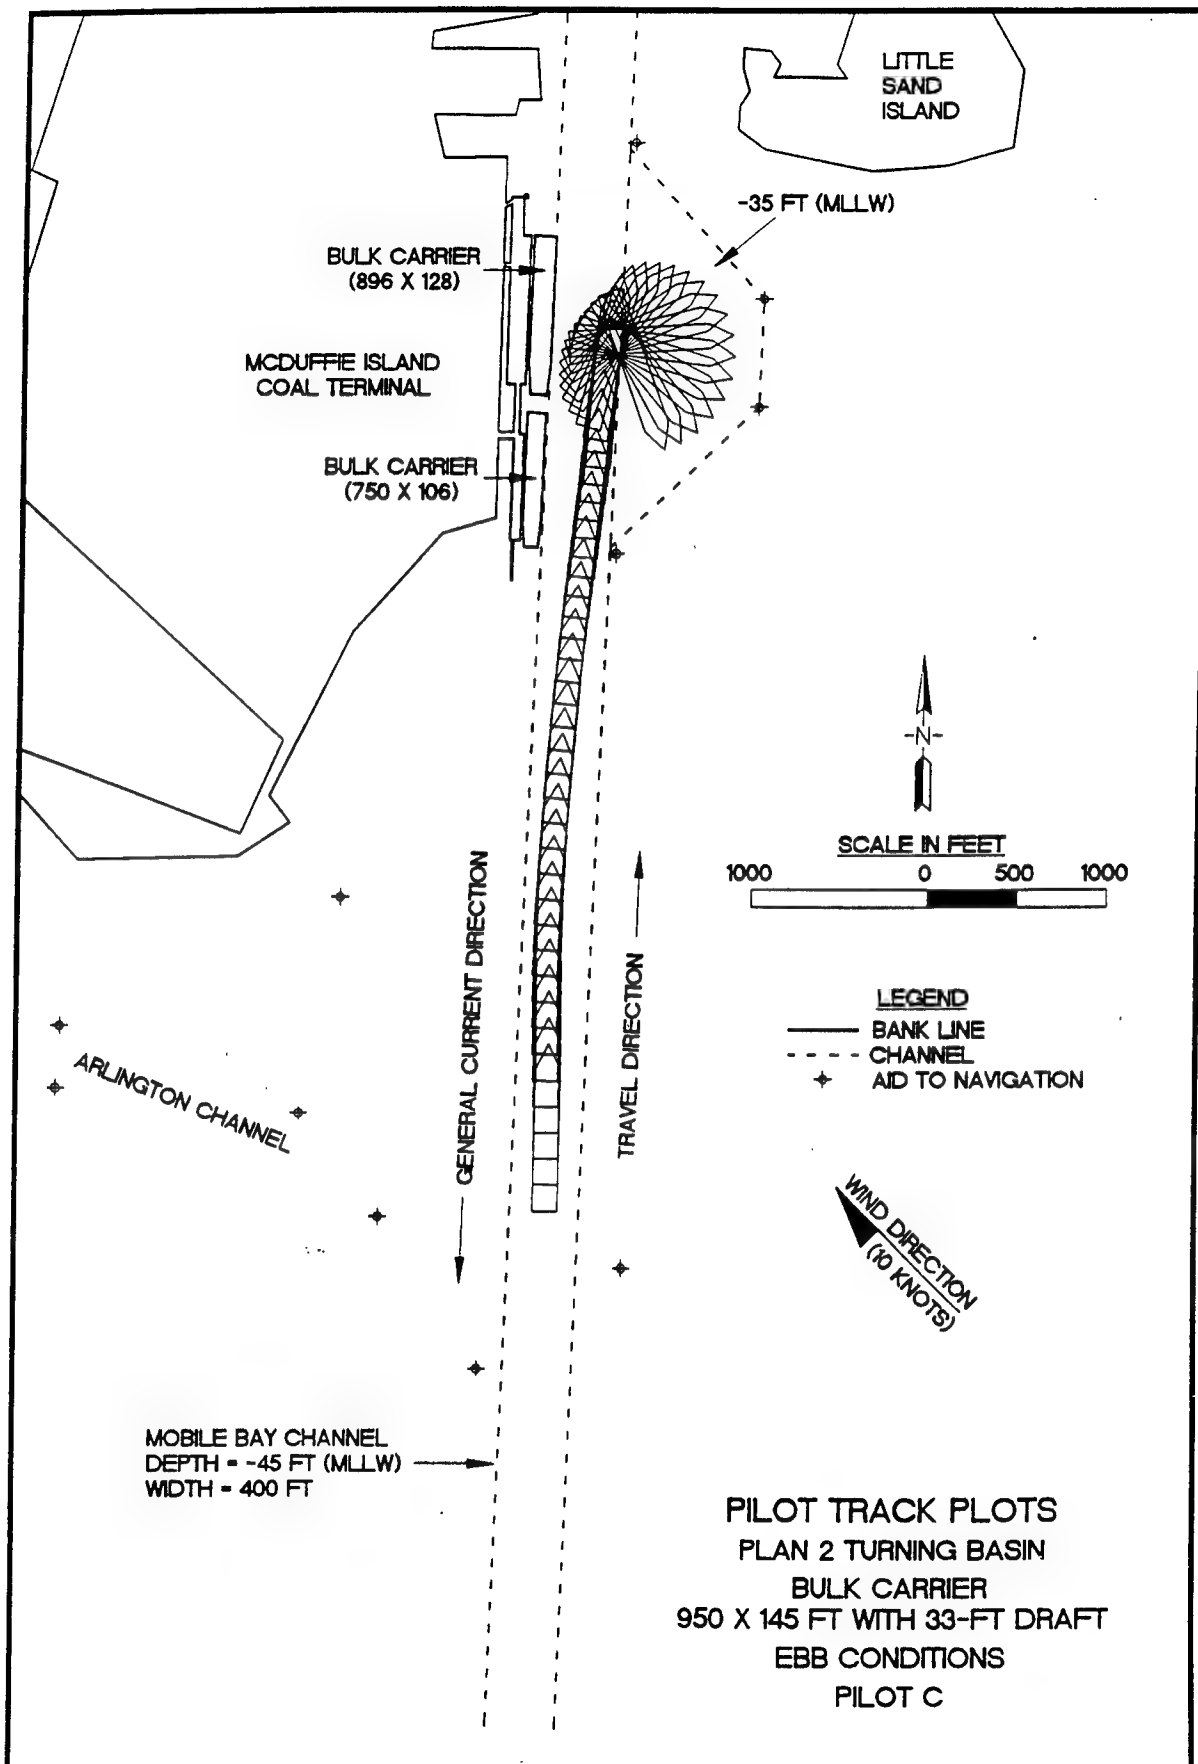 LITTLE
SAND
ISLAND
-35 FT (MLLW)
BULK CARRIER
(896 X 128)
MCDUFFIE ISLAND
COAL TERMINAL
BULK CARRIER
(750 X 106)
-N-
SCALE IN FEET
1000 0 500 1000
GENERAL CURRENT DIRECTION
TRAVEL DIRECTION
LEGEND
BANK LINE
CHANNEL
AID TO NAVIGATION
ARLINGTON CHANNEL
WIND DIRECTION
(10 KNOTS)
MOBILE BAY CHANNEL
DEPTH = -45 FT (MLLW)
WIDTH = 400 FT
PILOT TRACK PLOTS
PLAN 2 TURNING BASIN
BULK CARRIER
950 X 145 FT WITH 33-FT DRAFT
EBB CONDITIONS
PILOT C